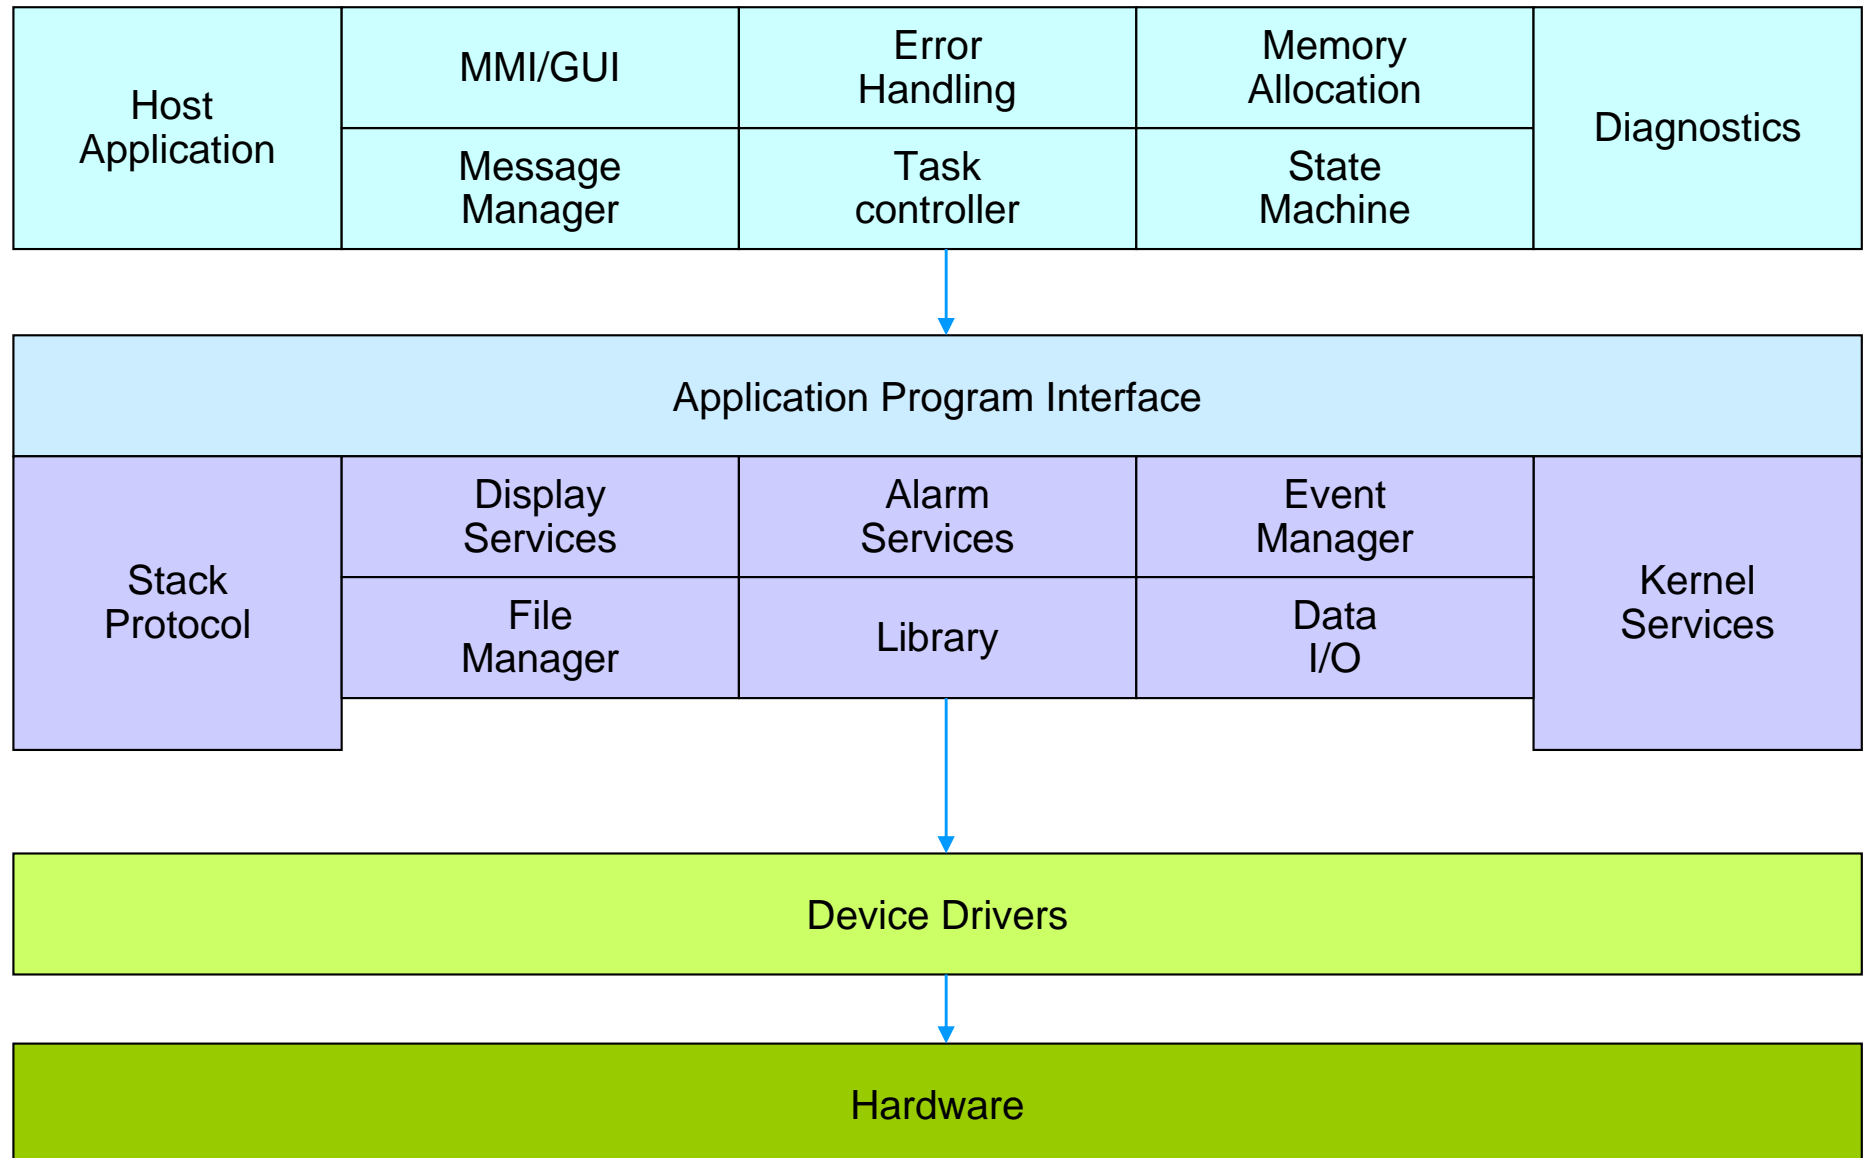 Host
Application
MMI/GUI
Error
Handling
Memory
Allocation
Diagnostics
Message
Manager
Task
controller
State
Machine
Application Program Interface
Stack
Protocol
Display
Services
Alarm
Services
Event
Manager
Kernel
Services
File
Manager
Library
Data
I/O
Device Drivers
Hardware